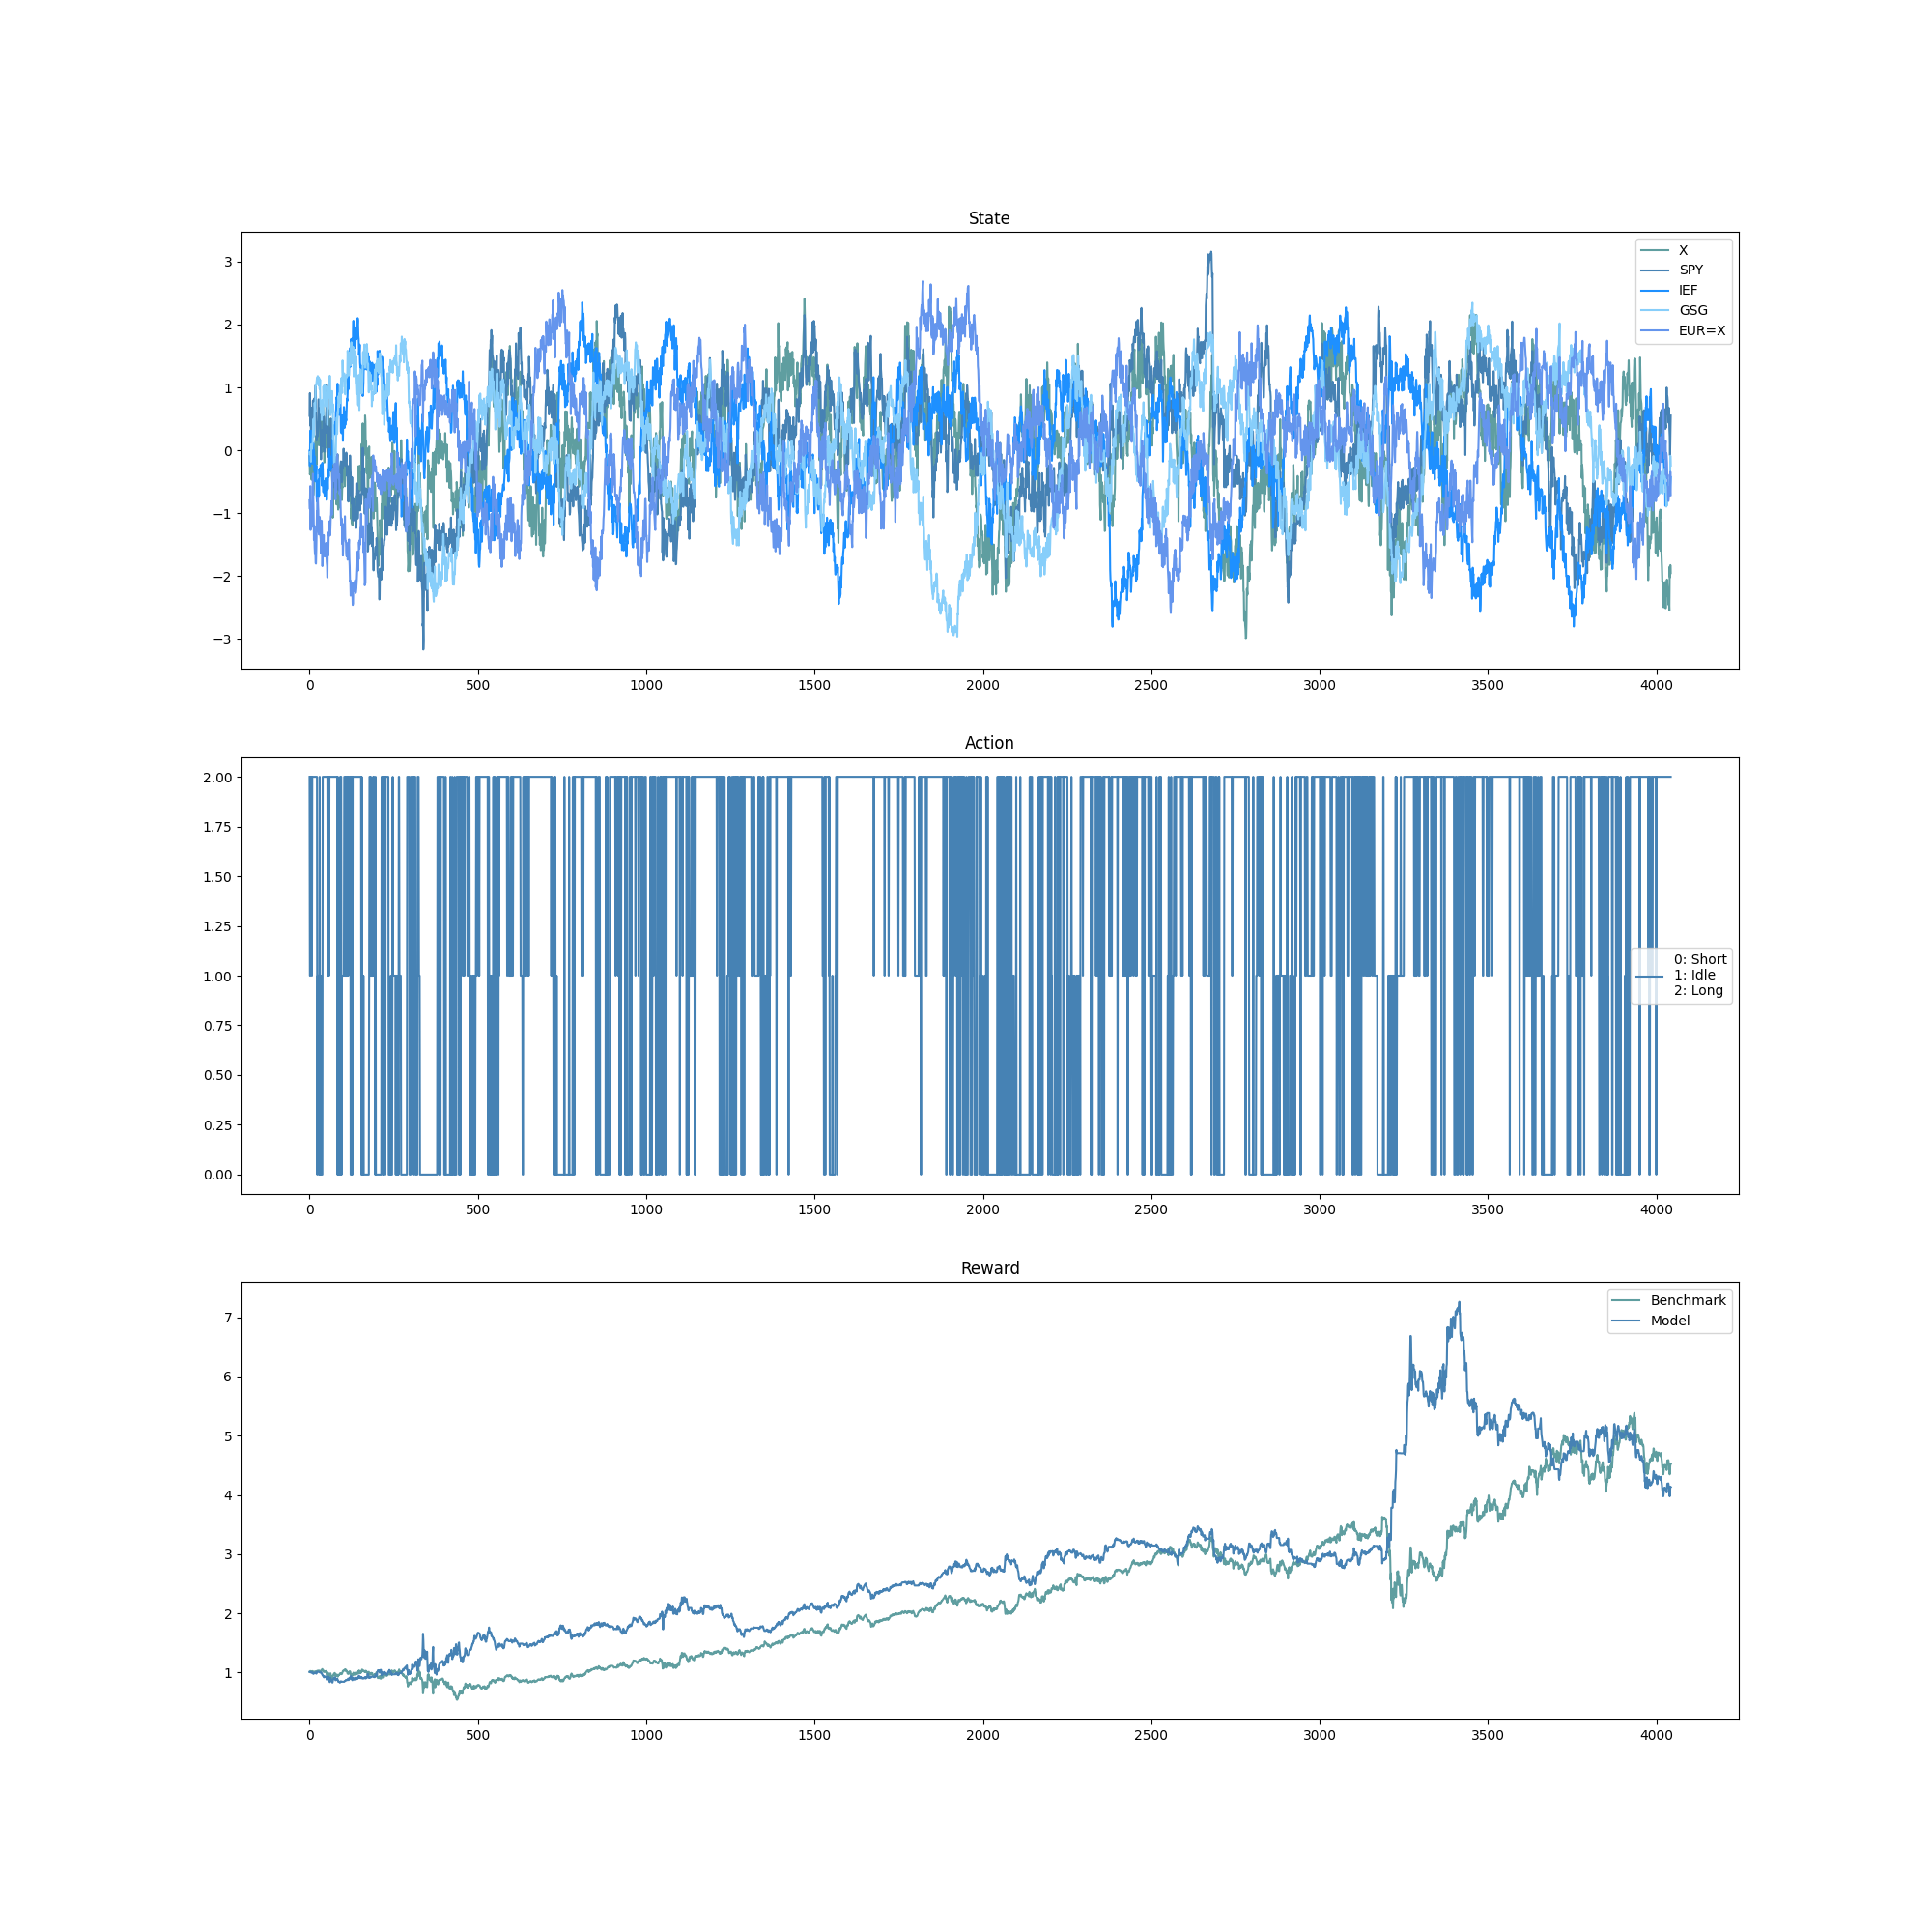 State
3
2
1
0
−1
−2
−3
X
SPY
IEF
GSG
EUR=X
0 500 1000 1500 2000 2500 3000 3500 4000
Action
2.00
1.75
1.50
1.25
1.00
0.75
0.50
0.25
0.00
0: Short
1: Idle
2: Long
0 500 1000 1500 2000 2500 3000 3500 4000
Reward
7
6
5
4
3
2
1
Benchmark
Model
0 500 1000 1500 2000 2500 3000 3500 4000